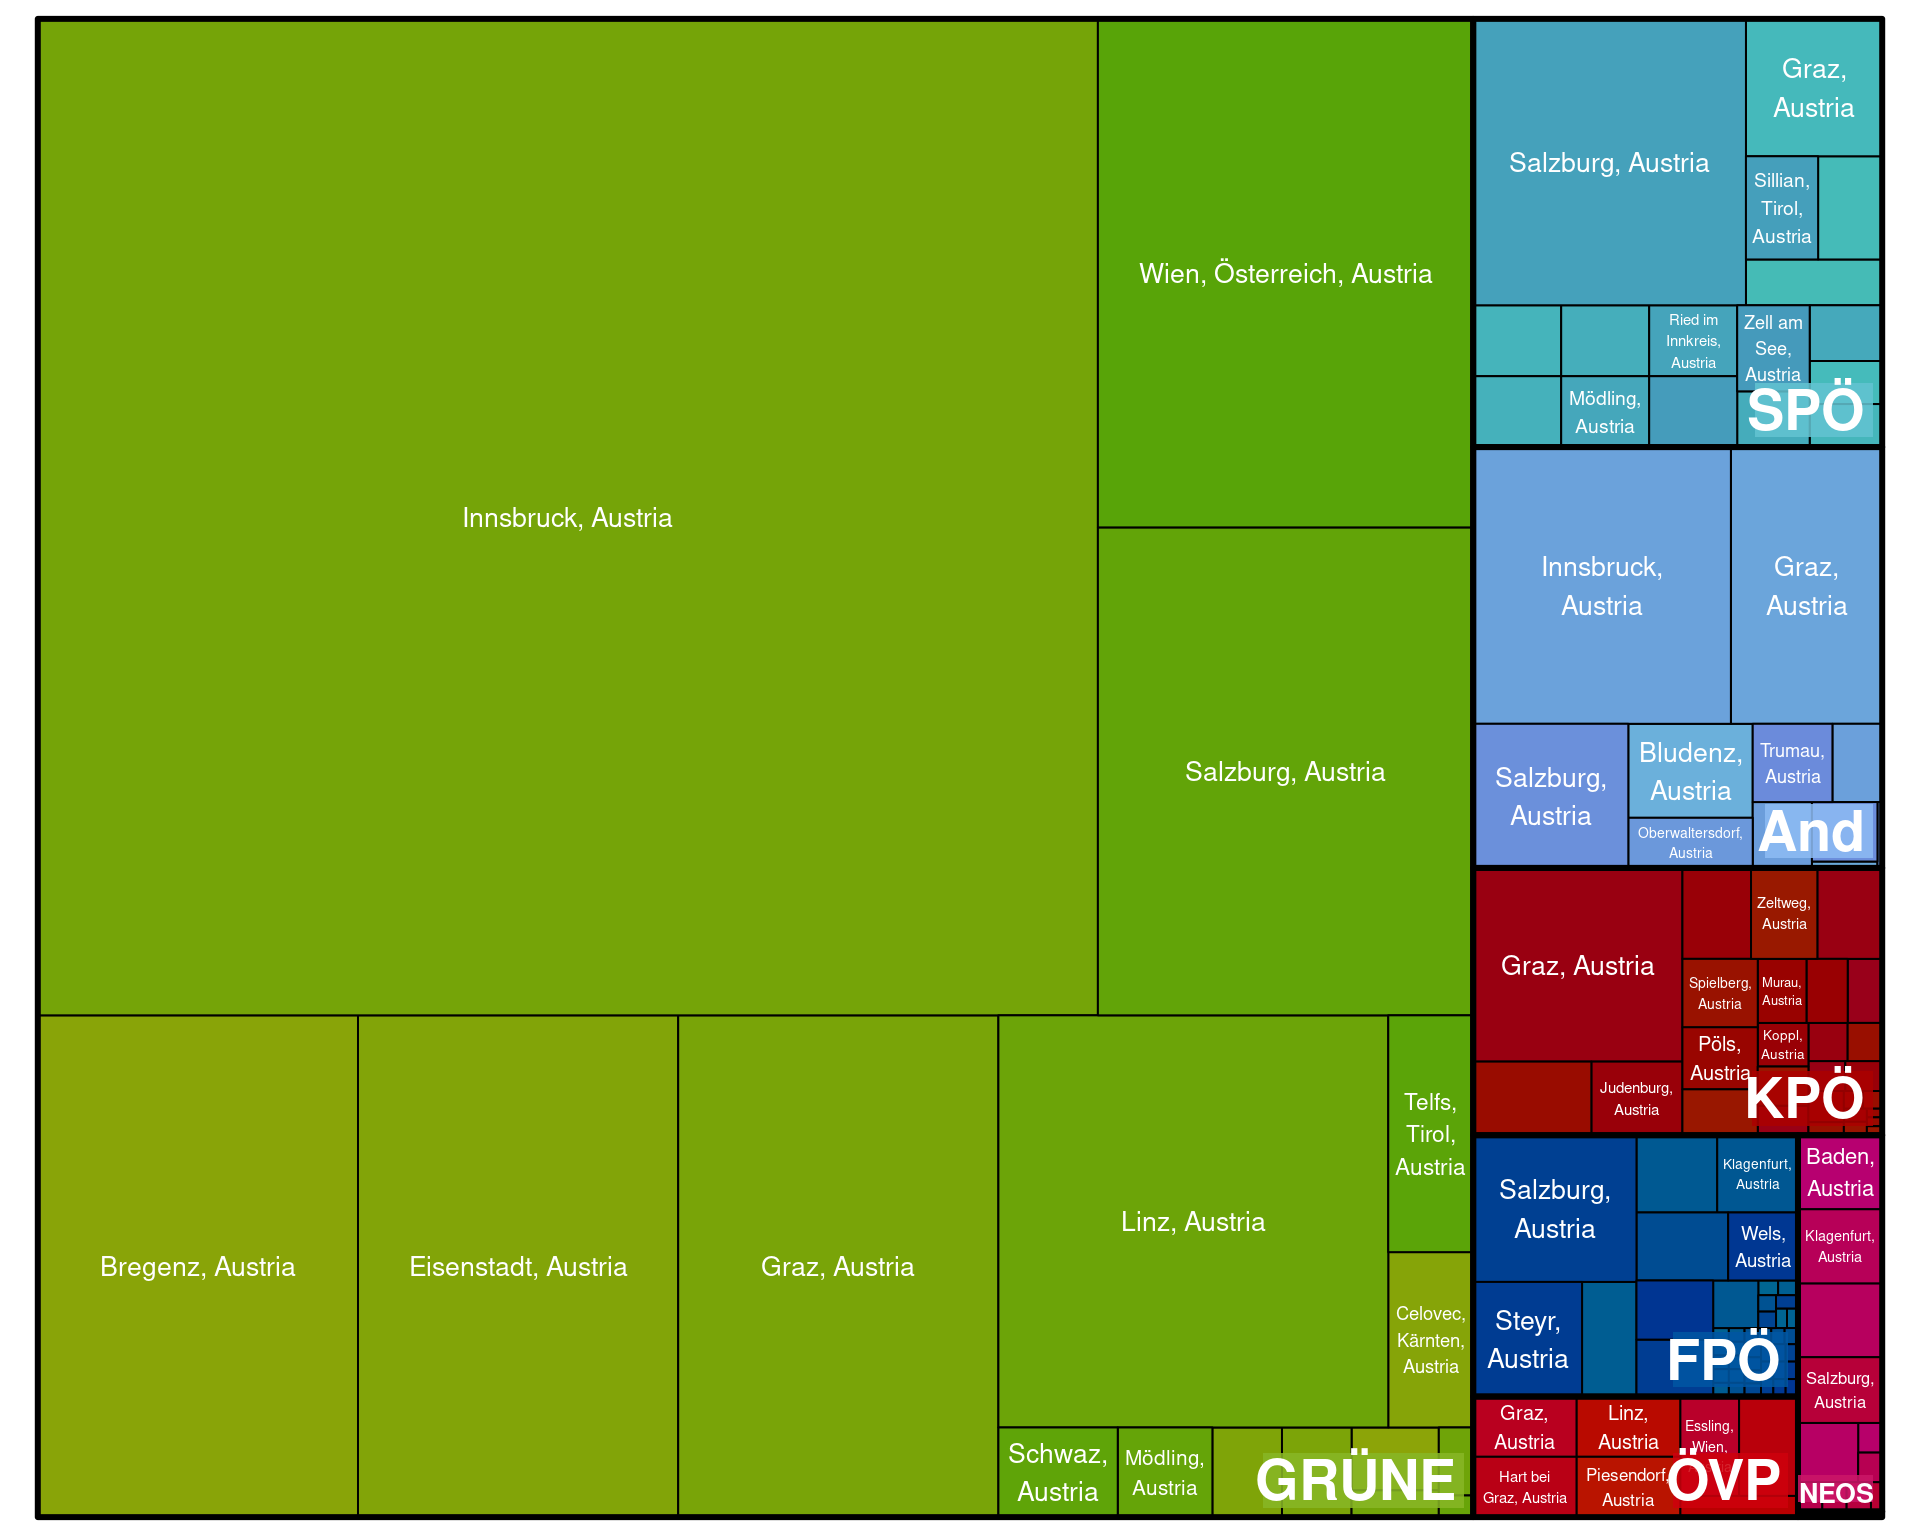 Innsbruck, Austria
Wien, Österreich, Austria
Salzburg, Austria
Bregenz, Austria
Eisenstadt, Austria
Graz, Austria
Linz, Austria
Telfs,
Tirol,
Austria
Celovec,
Kärnten,
Austria
Schwaz,
Austria
Mödling,
Austria
GRÜNE
Salzburg, Austria
Graz,
Austria
Sillian,
Tirol,
Austria
Ried im
Innkreis,
Austria
Zell am
See,
Austria
Mödling,
Austria
SPÖ
Innsbruck,
Austria
Graz,
Austria
Salzburg,
Austria
Bludenz,
Austria
Oberwaltersdorf,
Austria
Trumau,
Austria
And
Graz, Austria
Zeltweg,
Austria
Spielberg,
Austria
Murau,
Austria
Pöls,
Austria
Koppl,
Austria
Judenburg,
Austria
KPÖ
Salzburg,
Austria
Klagenfurt,
Austria
Wels,
Austria
Steyr,
Austria
FPÖ
Baden,
Austria
Klagenfurt,
Austria
Salzburg,
Austria
NEOS
Graz,
Austria
Linz,
Austria
Essling,
Wien,
Hart bei
Graz, Austria
Piesendorf,
Austria
ÖVP